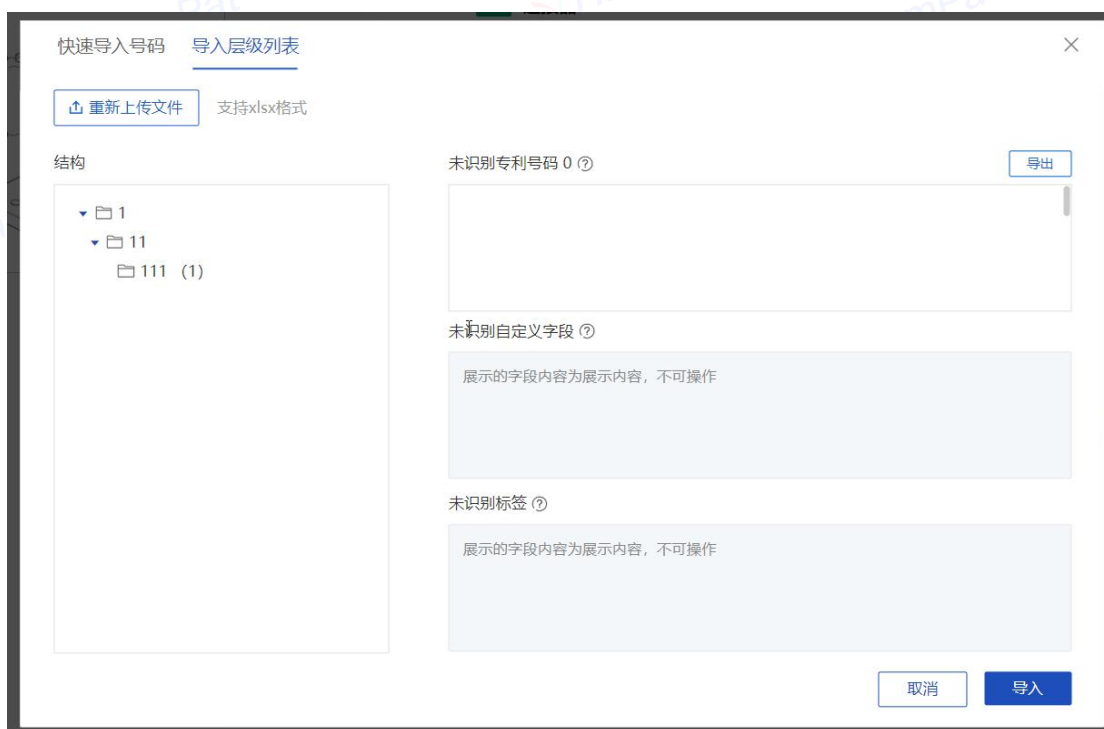 快速导入号码 导入层级列表
重新上传文件 支持xlsx格式
结构
1
11
111 (1)
未识别专利号码 0
导出
未识别自定义字段
展示的字段内容为展示内容，不可操作
未识别标签
展示的字段内容为展示内容，不可操作
取消 导入